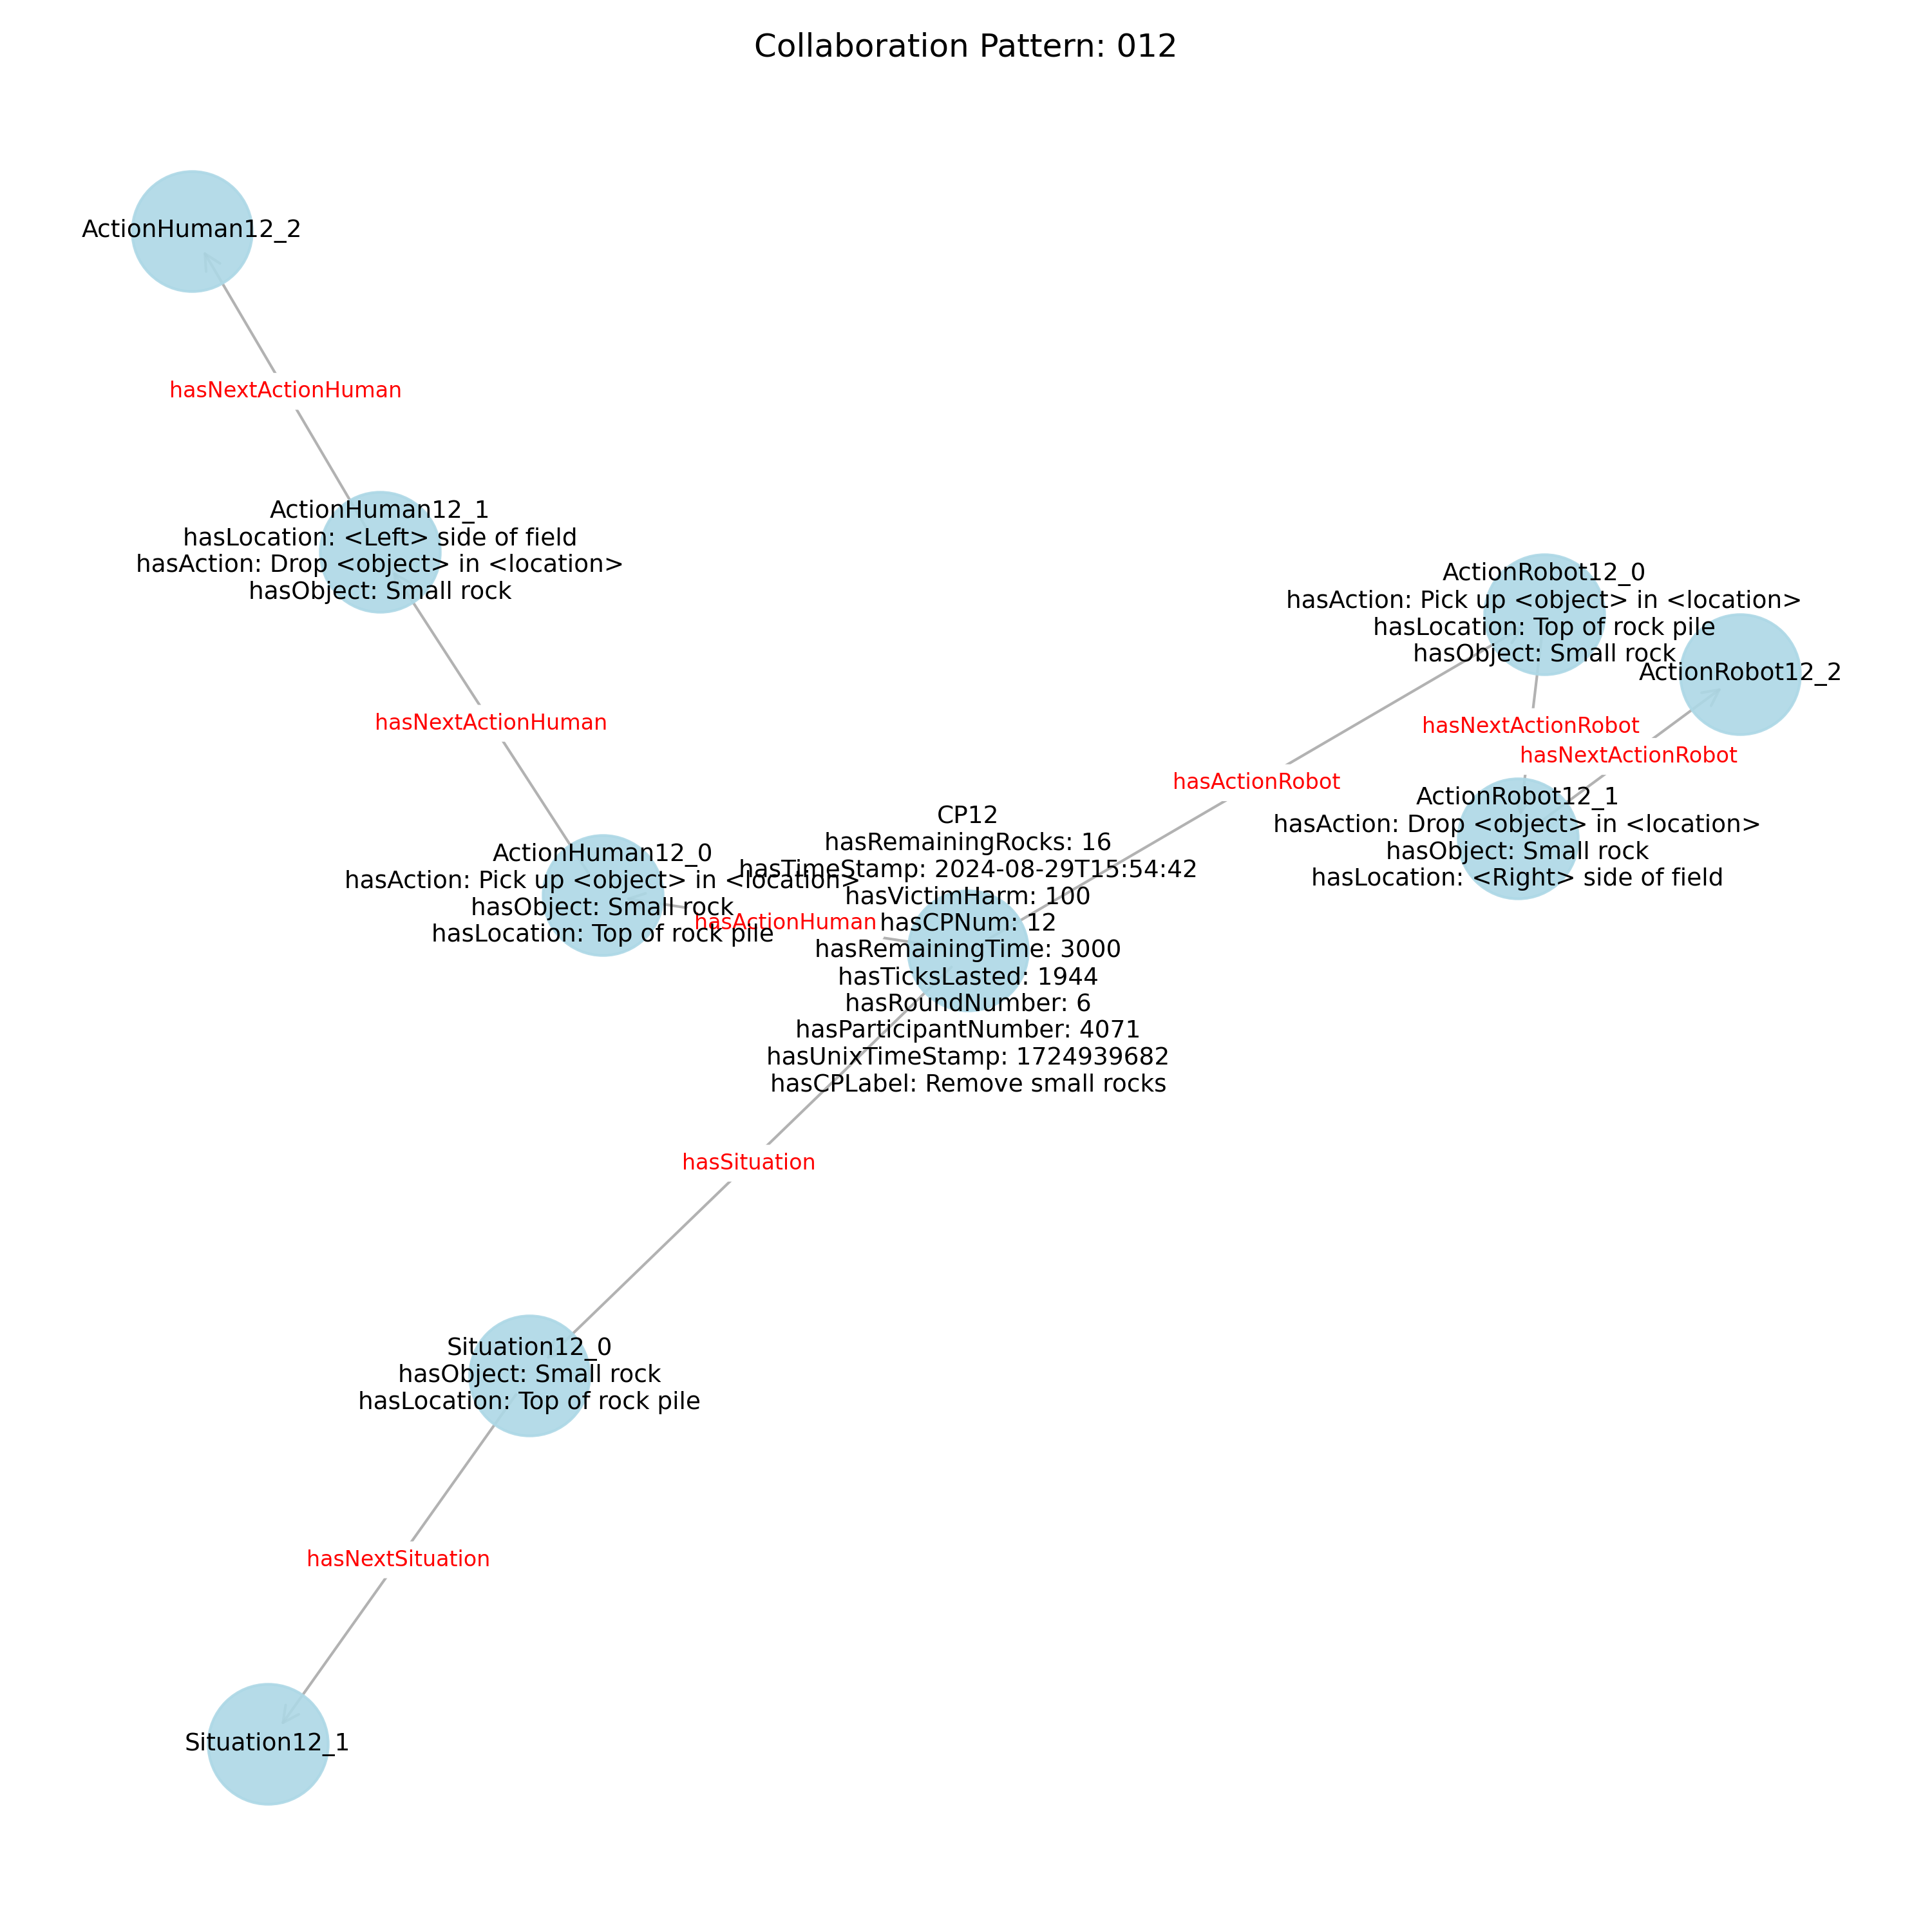 Collaboration Pattern: 012
ActionHuman12_2
hasNextActionHuman
ActionHuman12_1
hasLocation: <Left> side of field
hasAction: Drop <object> in <location>
hasObject: Small rock
hasNextActionHuman
ActionHuman12_0
hasAction: Pick up <object> in <location>
hasObject: Small rock
hasLocation: Top of rock pile
hasActionHuman
CP12
hasRemainingRocks: 16
hasTimeStamp: 2024-08-29T15:54:42
hasVictimHarm: 100
hasCPNum: 12
hasRemainingTime: 3000
hasTicksLasted: 1944
hasRoundNumber: 6
hasParticipantNumber: 4071
hasUnixTimeStamp: 1724939682
hasCPLabel: Remove small rocks
hasActionRobot
ActionRobot12_0
hasAction: Pick up <object> in <location>
hasLocation: Top of rock pile
hasObject: Small rock
ActionRobot12_2
hasNextActionRobot
hasNextActionRobot
ActionRobot12_1
hasAction: Drop <object> in <location>
hasObject: Small rock
hasLocation: <Right> side of field
hasSituation
Situation12_0
hasObject: Small rock
hasLocation: Top of rock pile
hasNextSituation
Situation12_1